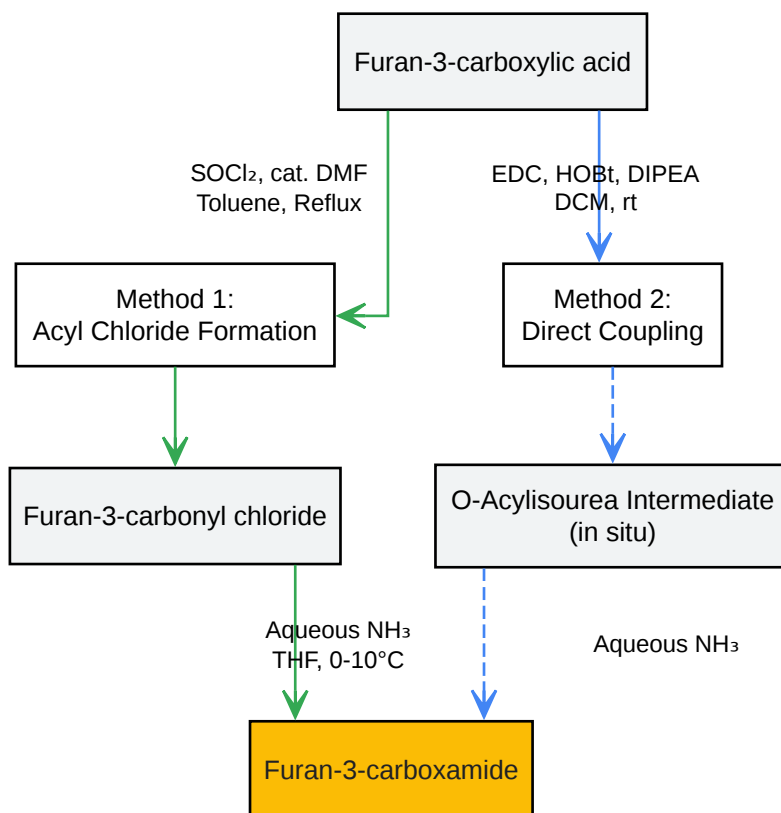 Furan-3-carboxylic acid
SOCl₂, cat. DMF
Toluene, Reflux
EDC, HOBt, DIPEA
DCM, rt
Method 1:
Acyl Chloride Formation
Method 2:
Direct Coupling
Furan-3-carbonyl chloride
O-Acylisourea Intermediate
(in situ)
Aqueous NH₃
THF, 0-10°C
Aqueous NH₃
Furan-3-carboxamide